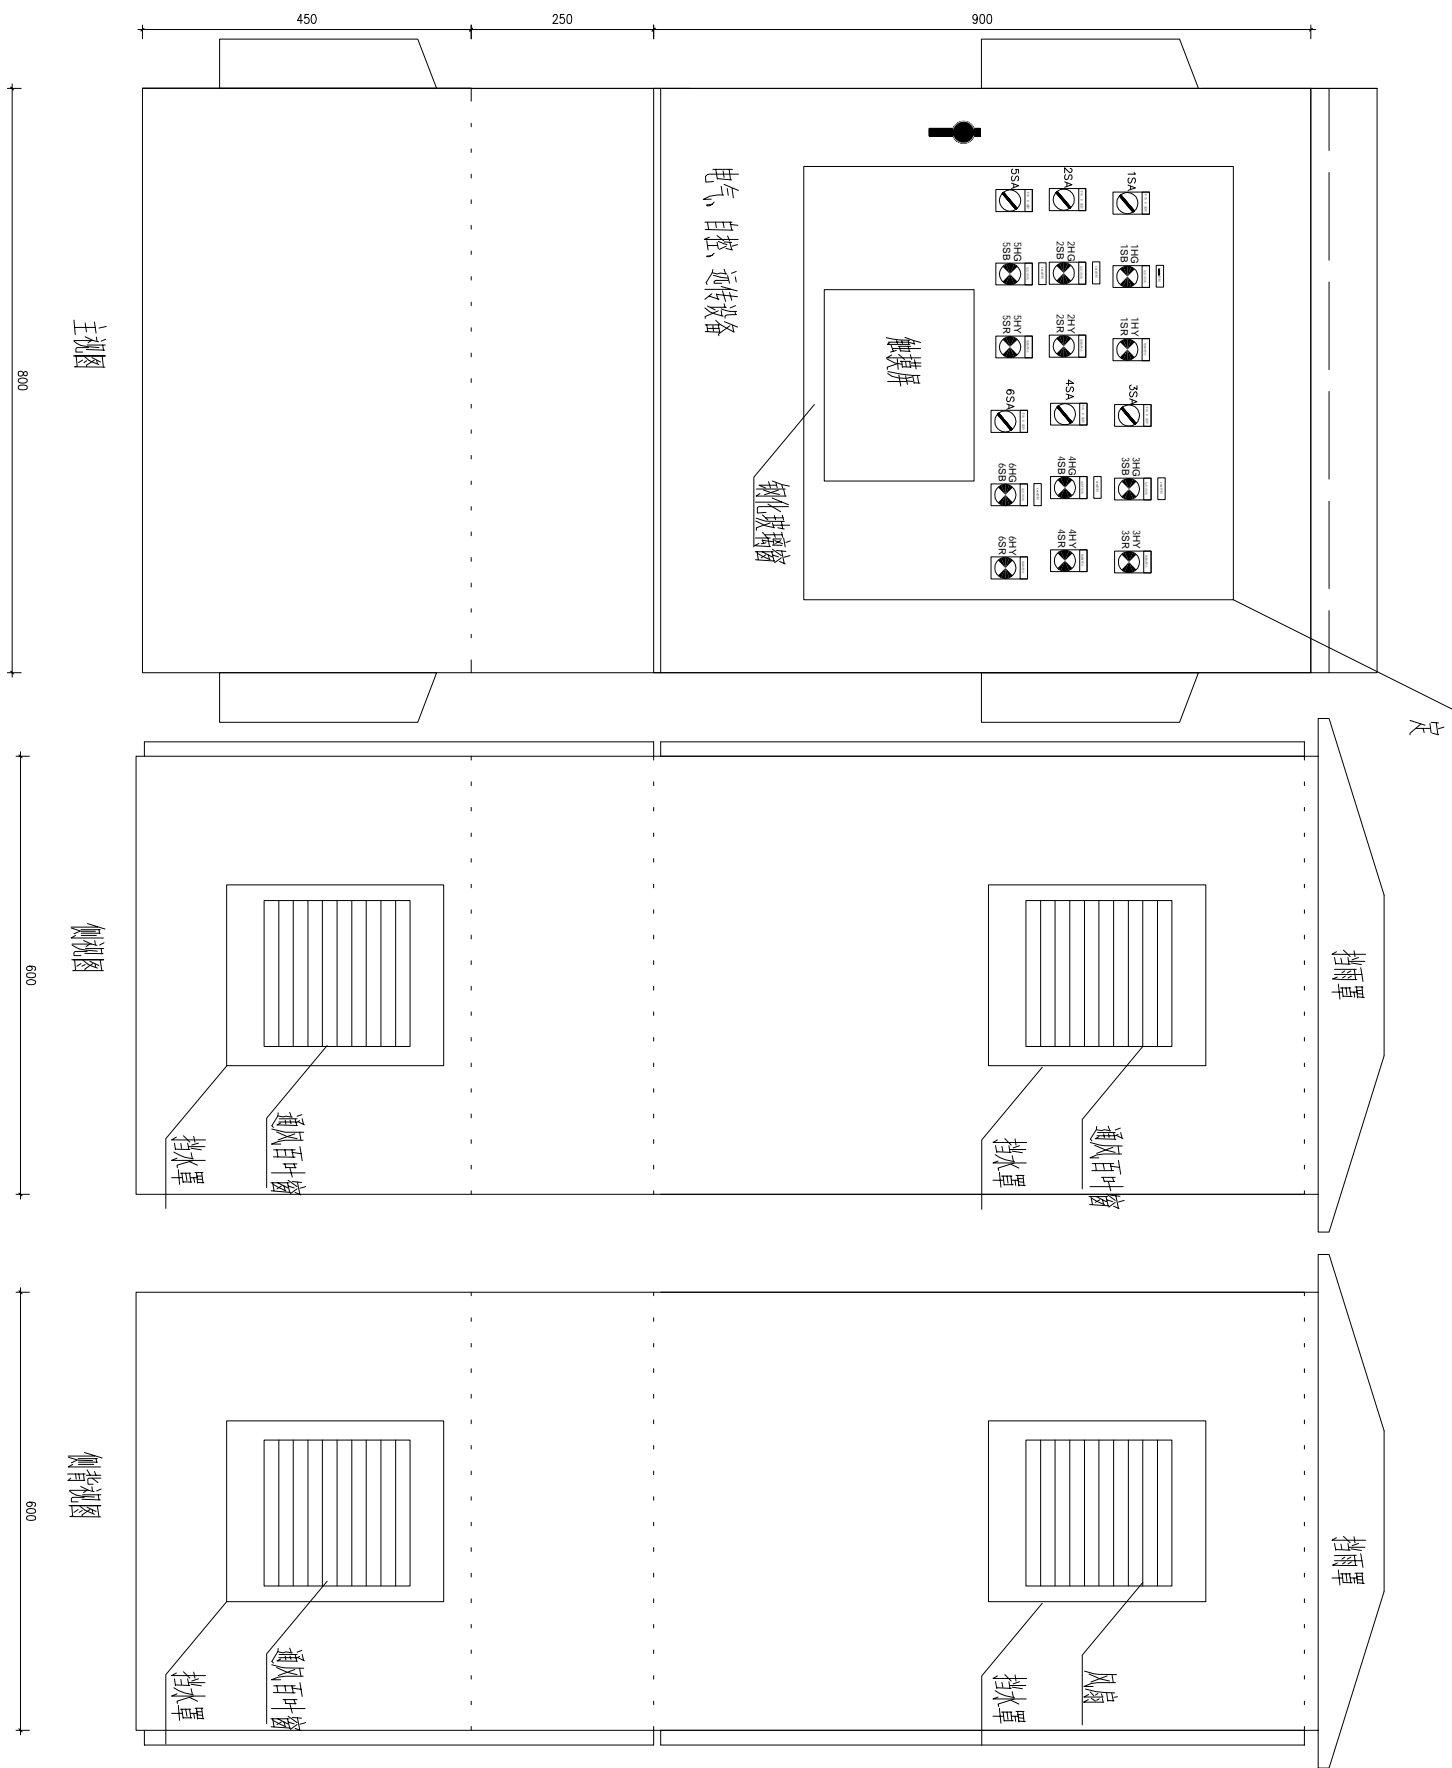 450
250
900
800
主视图
电气、自控、远传设备
触摸屏
钢化玻璃窗
1SA
1HG
1SB
1HY
1SR
3SA
3HG
3SB
3HY
3SR
2SA
2HG
2SB
2HY
2SR
4SA
4HG
4SB
4HY
4SR
5SA
5HG
5SB
5HY
5SR
6SA
6HG
6SB
6HY
6SR
600
侧视图
挡雨罩
通风百叶窗
挡水罩
通风百叶窗
挡水罩
600
侧背视图
挡雨罩
风扇
挡水罩
通风百叶窗
挡水罩